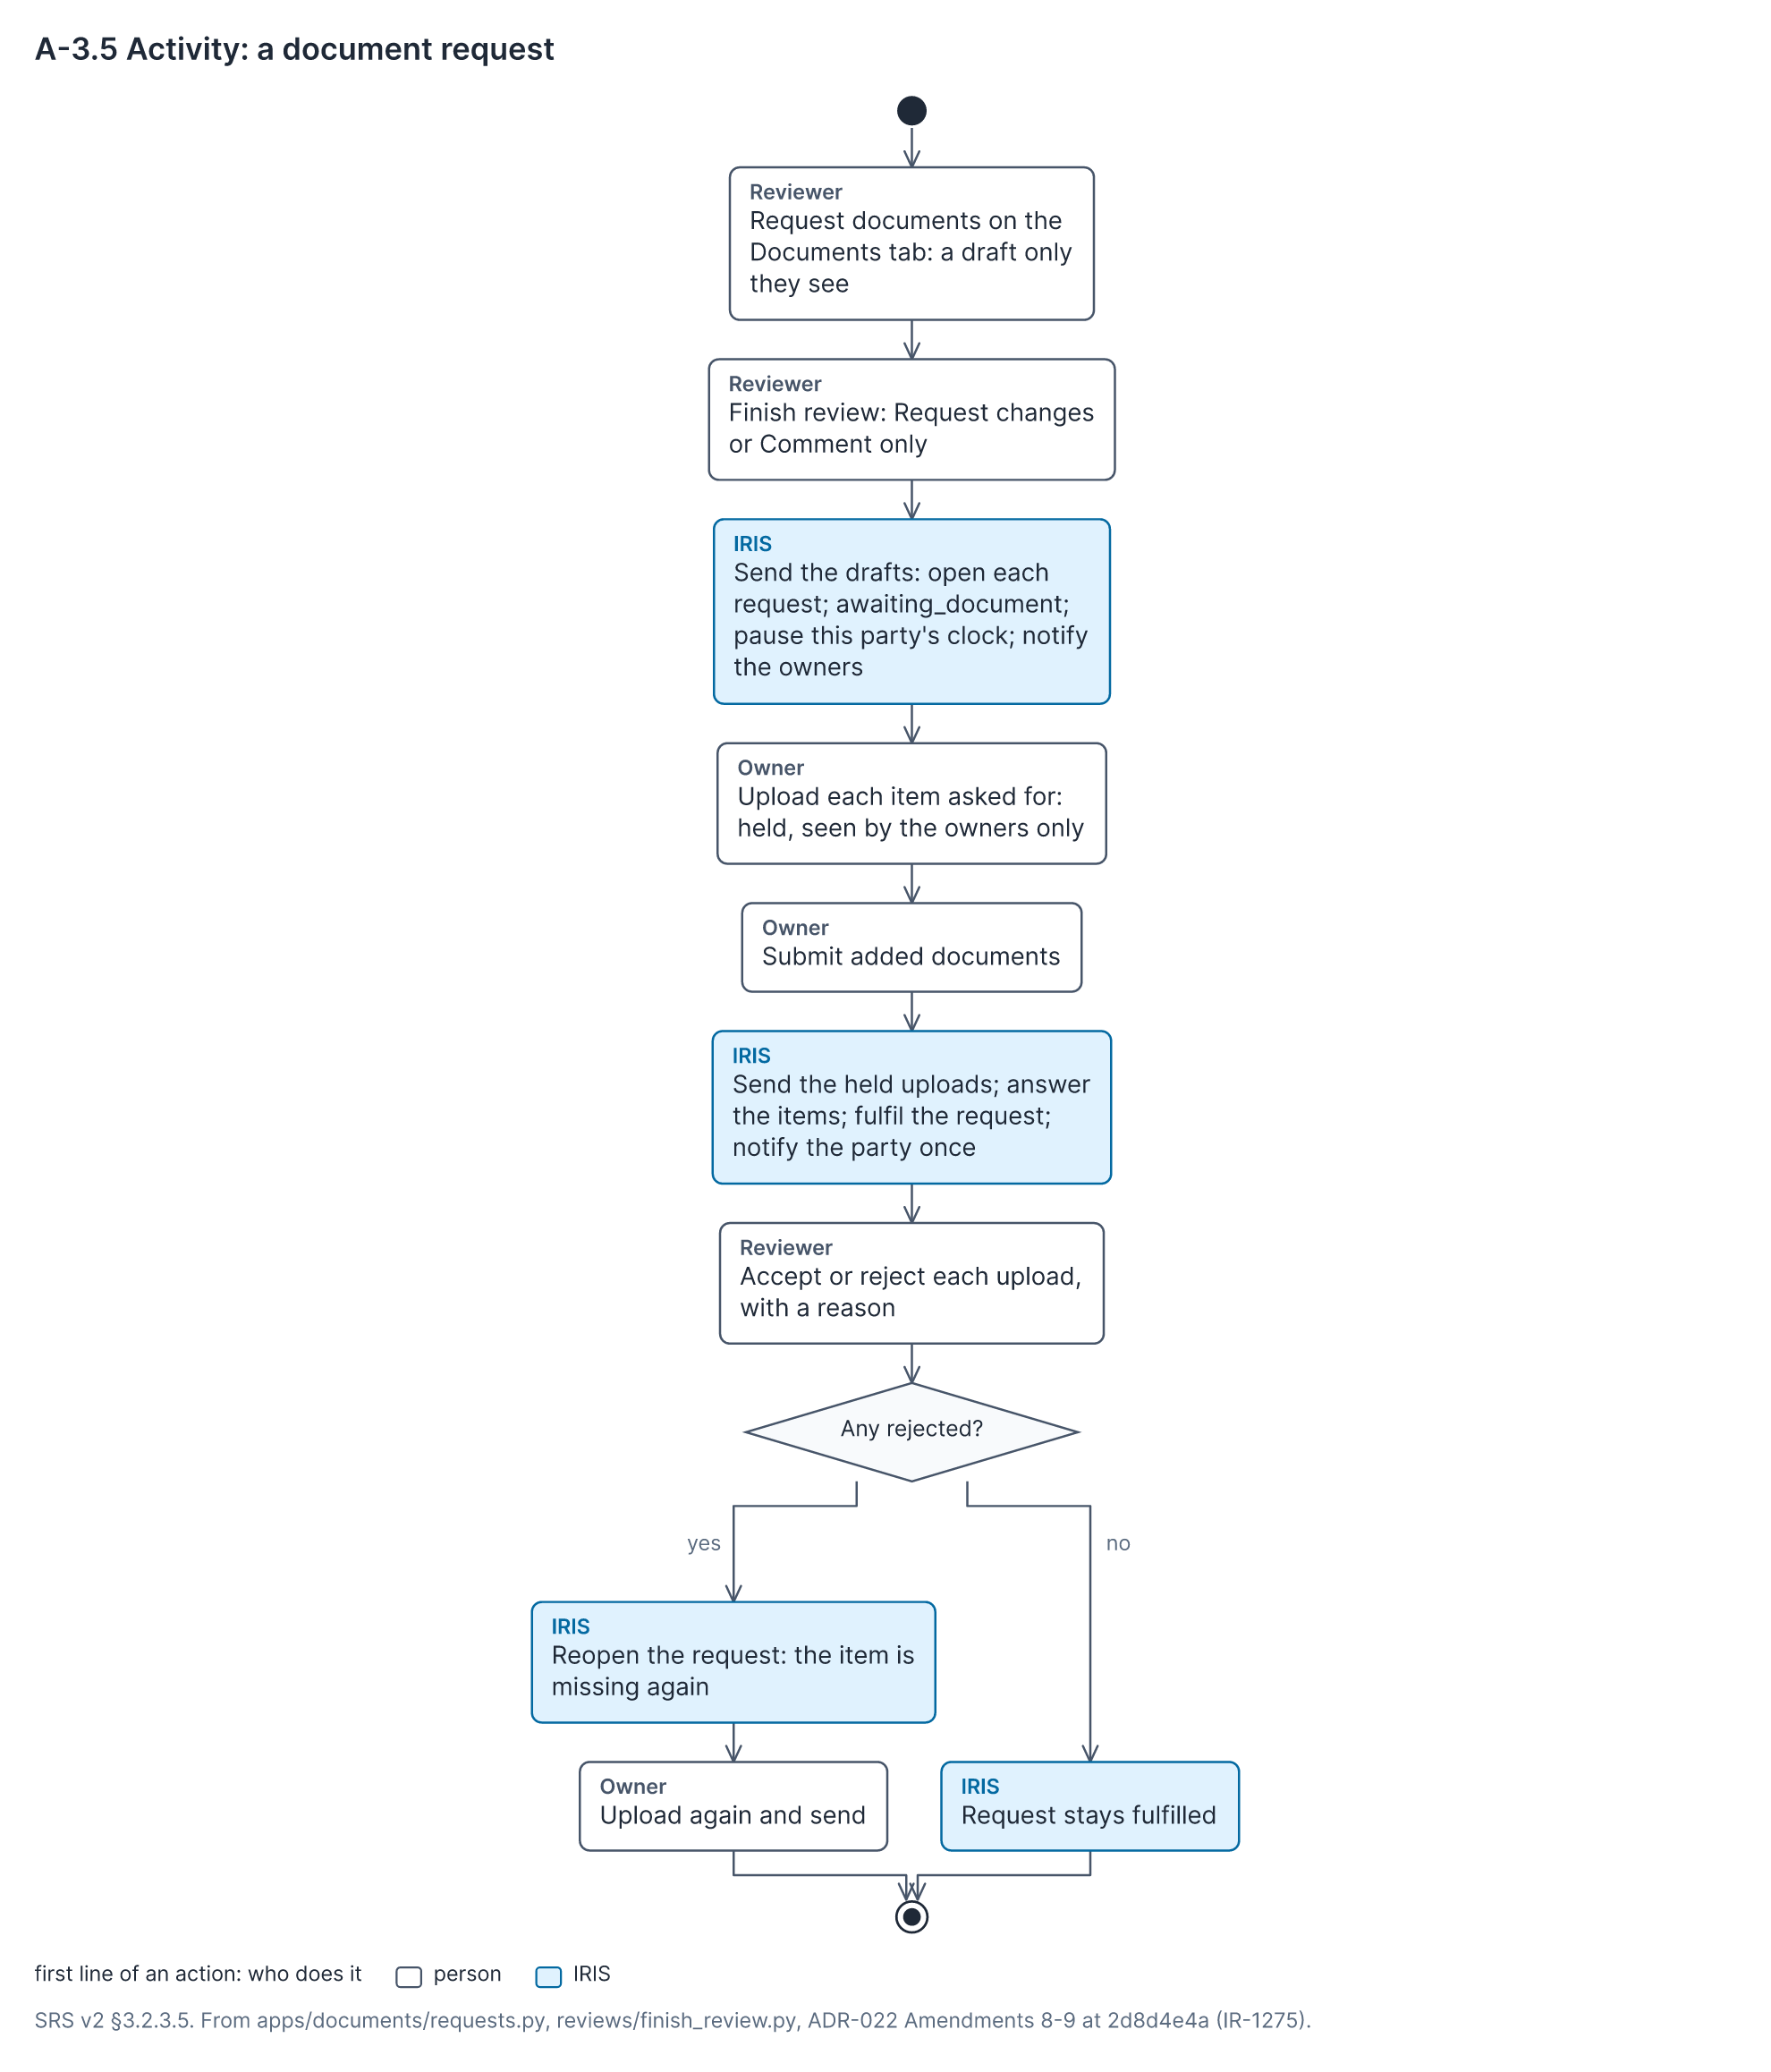 A-3.5 Activity: a document request
Reviewer
Request documents on the
Documents tab: a draft only
they see
Reviewer
Finish review: Request changes
or Comment only
IRIS
Send the drafts: open each
request; awaiting_document;
pause this party's clock; notify
the owners
Owner
Upload each item asked for:
held, seen by the owners only
Owner
Submit added documents
IRIS
Send the held uploads; answer
the items; fulfil the request;
notify the party once
Reviewer
Accept or reject each upload,
with a reason
Any rejected?
yes
no
IRIS
Reopen the request: the item is
missing again
Owner
Upload again and send
IRIS
Request stays fulfilled
first line of an action: who does it
person
IRIS
SRS v2 §3.2.3.5. From apps/documents/requests.py, reviews/finish_review.py, ADR-022 Amendments 8-9 at 2d8d4e4a (IR-1275).